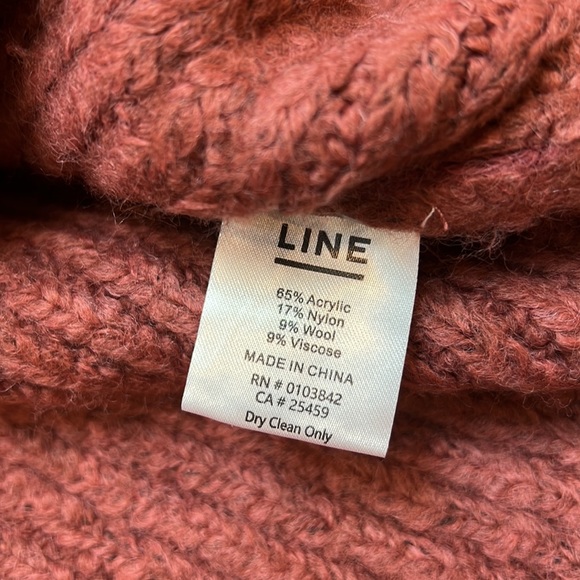 LINE
65% Acrylic
17% Nylon
9% Wool
9% Viscose
MADE IN CHINA
RN # 0103842
CA # 25459
Dry Clean Only